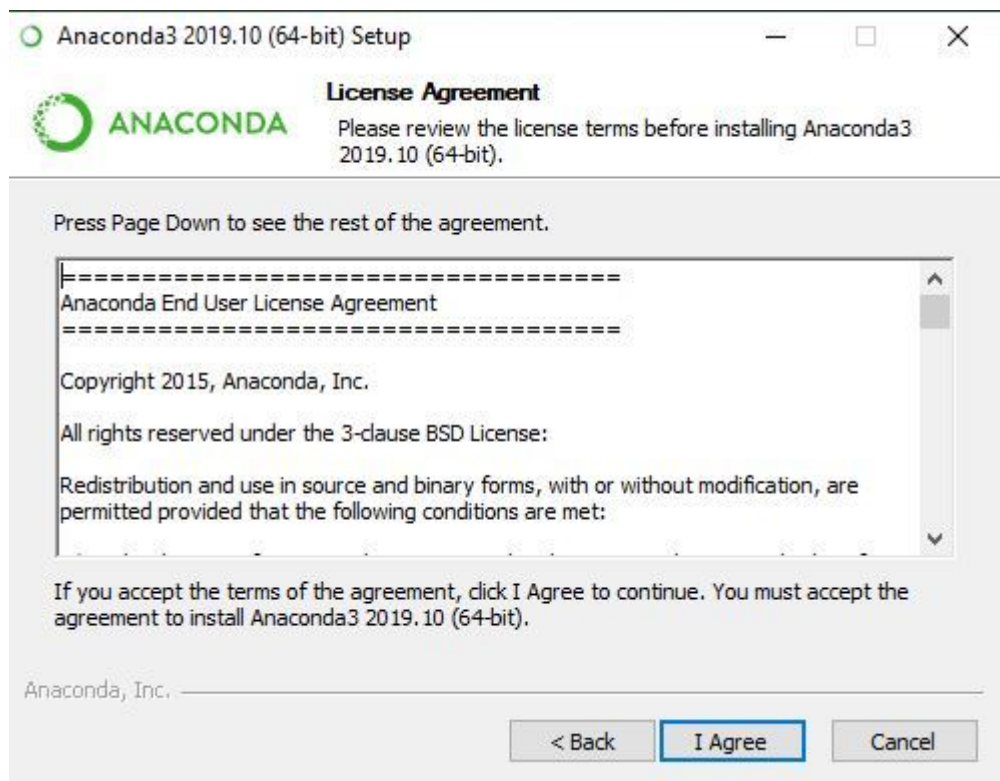 Anaconda3 2019.10 (64-bit) Setup
ANACONDA
License Agreement
Please review the license terms before installing Anaconda3
2019.10 (64-bit).
Press Page Down to see the rest of the agreement.
=====================================
Anaconda End User License Agreement
=====================================
Copyright 2015, Anaconda, Inc.
All rights reserved under the 3-clause BSD License:
Redistribution and use in source and binary forms, with or without modification, are
permitted provided that the following conditions are met:
If you accept the terms of the agreement, click I Agree to continue. You must accept the
agreement to install Anaconda3 2019.10 (64-bit).
Anaconda, Inc.
< Back
I Agree
Cancel